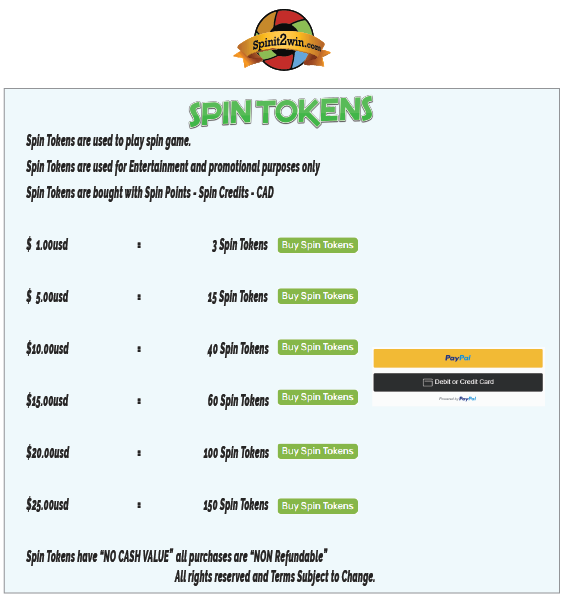 Spinit2win.com
SPIN TOKENS
Spin Tokens are used to play spin game.
Spin Tokens are used for Entertainment and promotional purposes only
Spin Tokens are bought with Spin Points - Spin Credits - CAD
$ 1.00usd = 3 Spin Tokens Buy Spin Tokens
$ 5.00usd = 15 Spin Tokens Buy Spin Tokens
$10.00usd = 40 Spin Tokens Buy Spin Tokens
PayPal
Debit or Credit Card
$15.00usd = 60 Spin Tokens Buy Spin Tokens
Powered by PayPal
$20.00usd = 100 Spin Tokens Buy Spin Tokens
$25.00usd = 150 Spin Tokens Buy Spin Tokens
Spin Tokens have “NO CASH VALUE” all purchases are “NON Refundable”
All rights reserved and Terms Subject to Change.